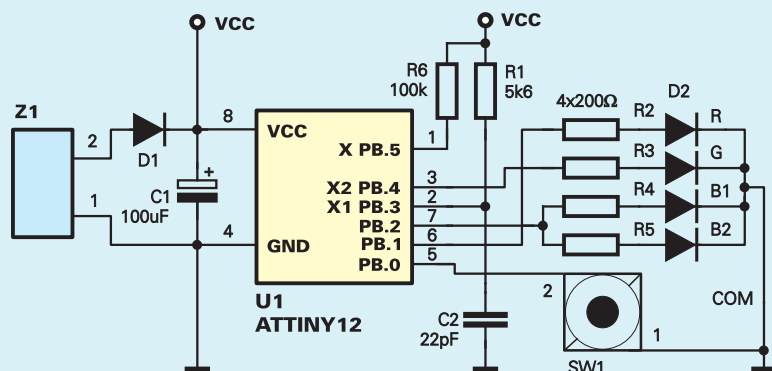 VCC
VCC
R6
100k
R1
5k6
4x200Ω
R2
D2
R
Z1
2
D1
8
VCC
1
X PB.5
R3
G
+
C1
100uF
X2 PB.4
3
X1 PB.3
2
R4
B1
1
PB.2
7
4
GND
PB.1
6
R5
B2
PB.0
5
U1
ATTINY12
2
COM
C2
22pF
1
SW1